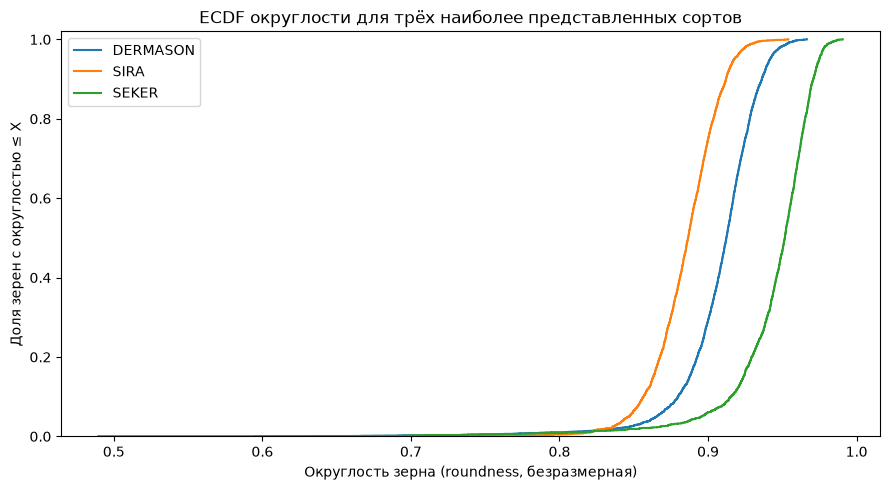 ECDF округлости для трёх наиболее представленных сортов
DERMASON
SIRA
SEKER
Доля зерен с округлостью ≤ X
1.0
0.8
0.6
0.4
0.2
0.0
0.5 0.6 0.7 0.8 0.9 1.0
Округлость зерна (roundness, безразмерная)